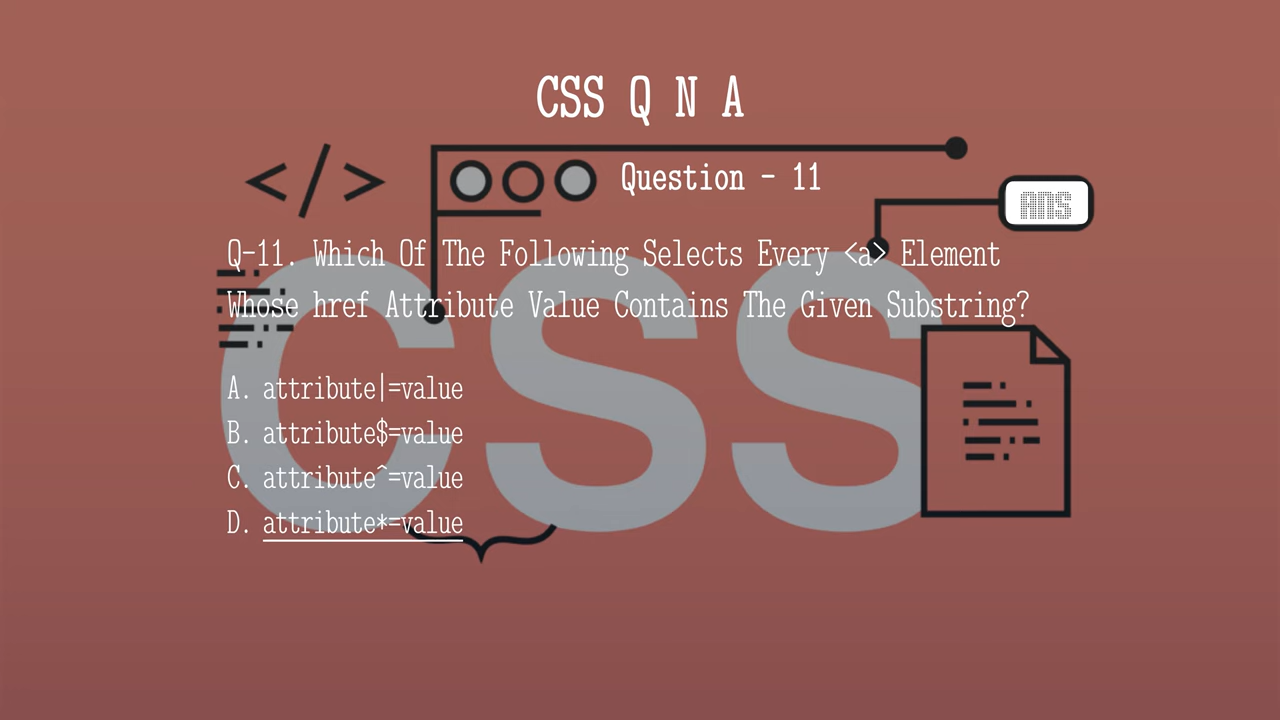 CSS Q N A
Question - 11
ans
Q-11. Which Of The Following Selects Every <a> Element
Whose href Attribute Value Contains The Given Substring?
A. attribute|=value
B. attribute$=value
C. attribute^=value
D. attribute*=value
CSS